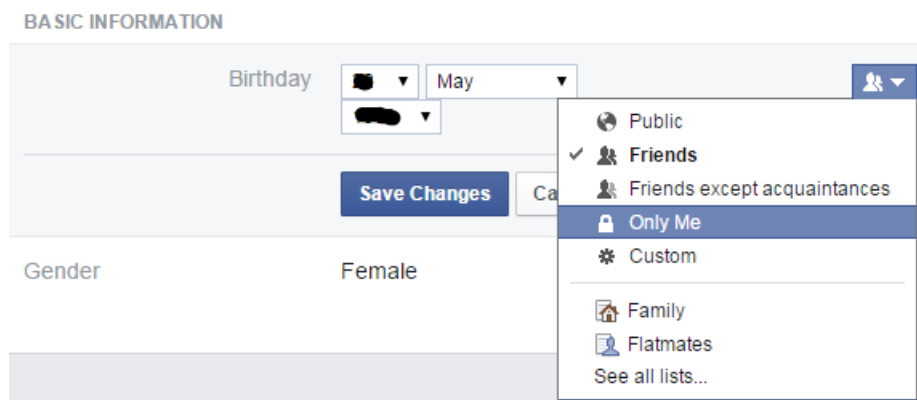 BASIC INFORMATION
Birthday
May
Public
Friends
Friends except acquaintances
Save Changes
Only Me
Custom
Gender
Female
Family
Flatmates
See all lists...